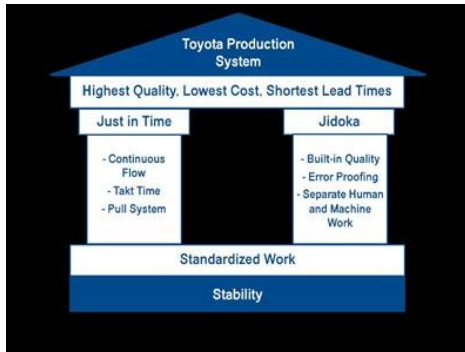 Toyota Production
System
Highest Quality, Lowest Cost, Shortest Lead Times
Just in Time
- Continuous
Flow
- Takt Time
- Pull System
Jidoka
- Built-in Quality
- Error Proofing
- Separate Human
and Machine
Work
Standardized Work
Stability